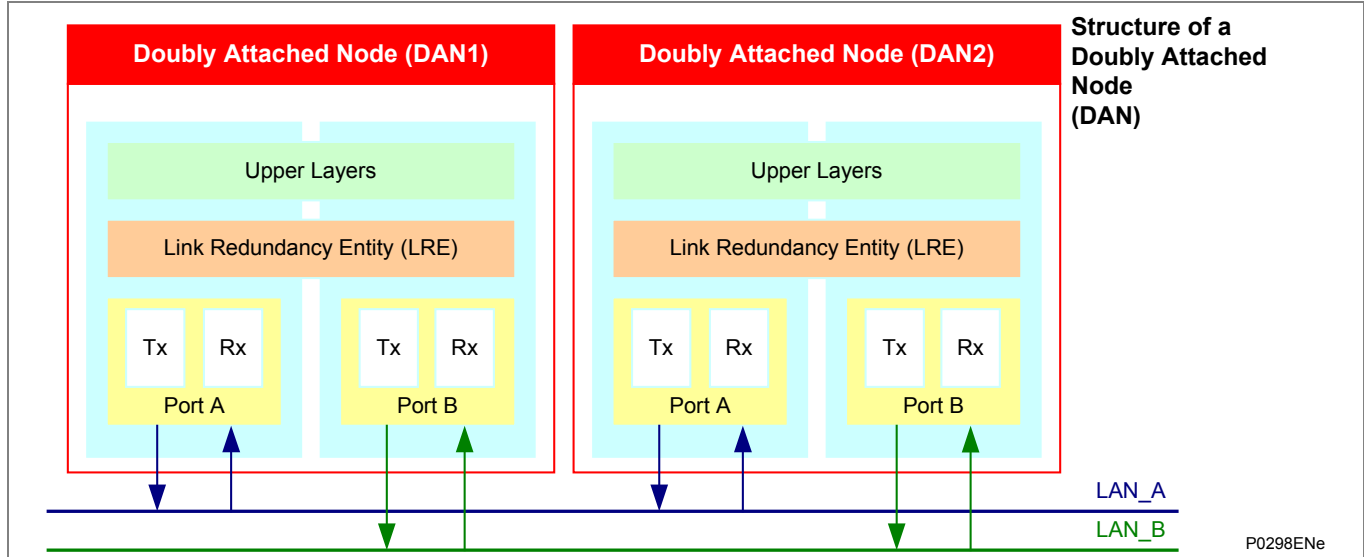 Structure of a
Doubly Attached
Node
(DAN)
Doubly Attached Node (DAN1)
Doubly Attached Node (DAN2)
Upper Layers
Upper Layers
Link Redundancy Entity (LRE)
Link Redundancy Entity (LRE)
Tx
Rx
Tx
Rx
Tx
Rx
Tx
Rx
Port A
Port B
Port A
Port B
LAN_A
LAN_B
P0298ENe